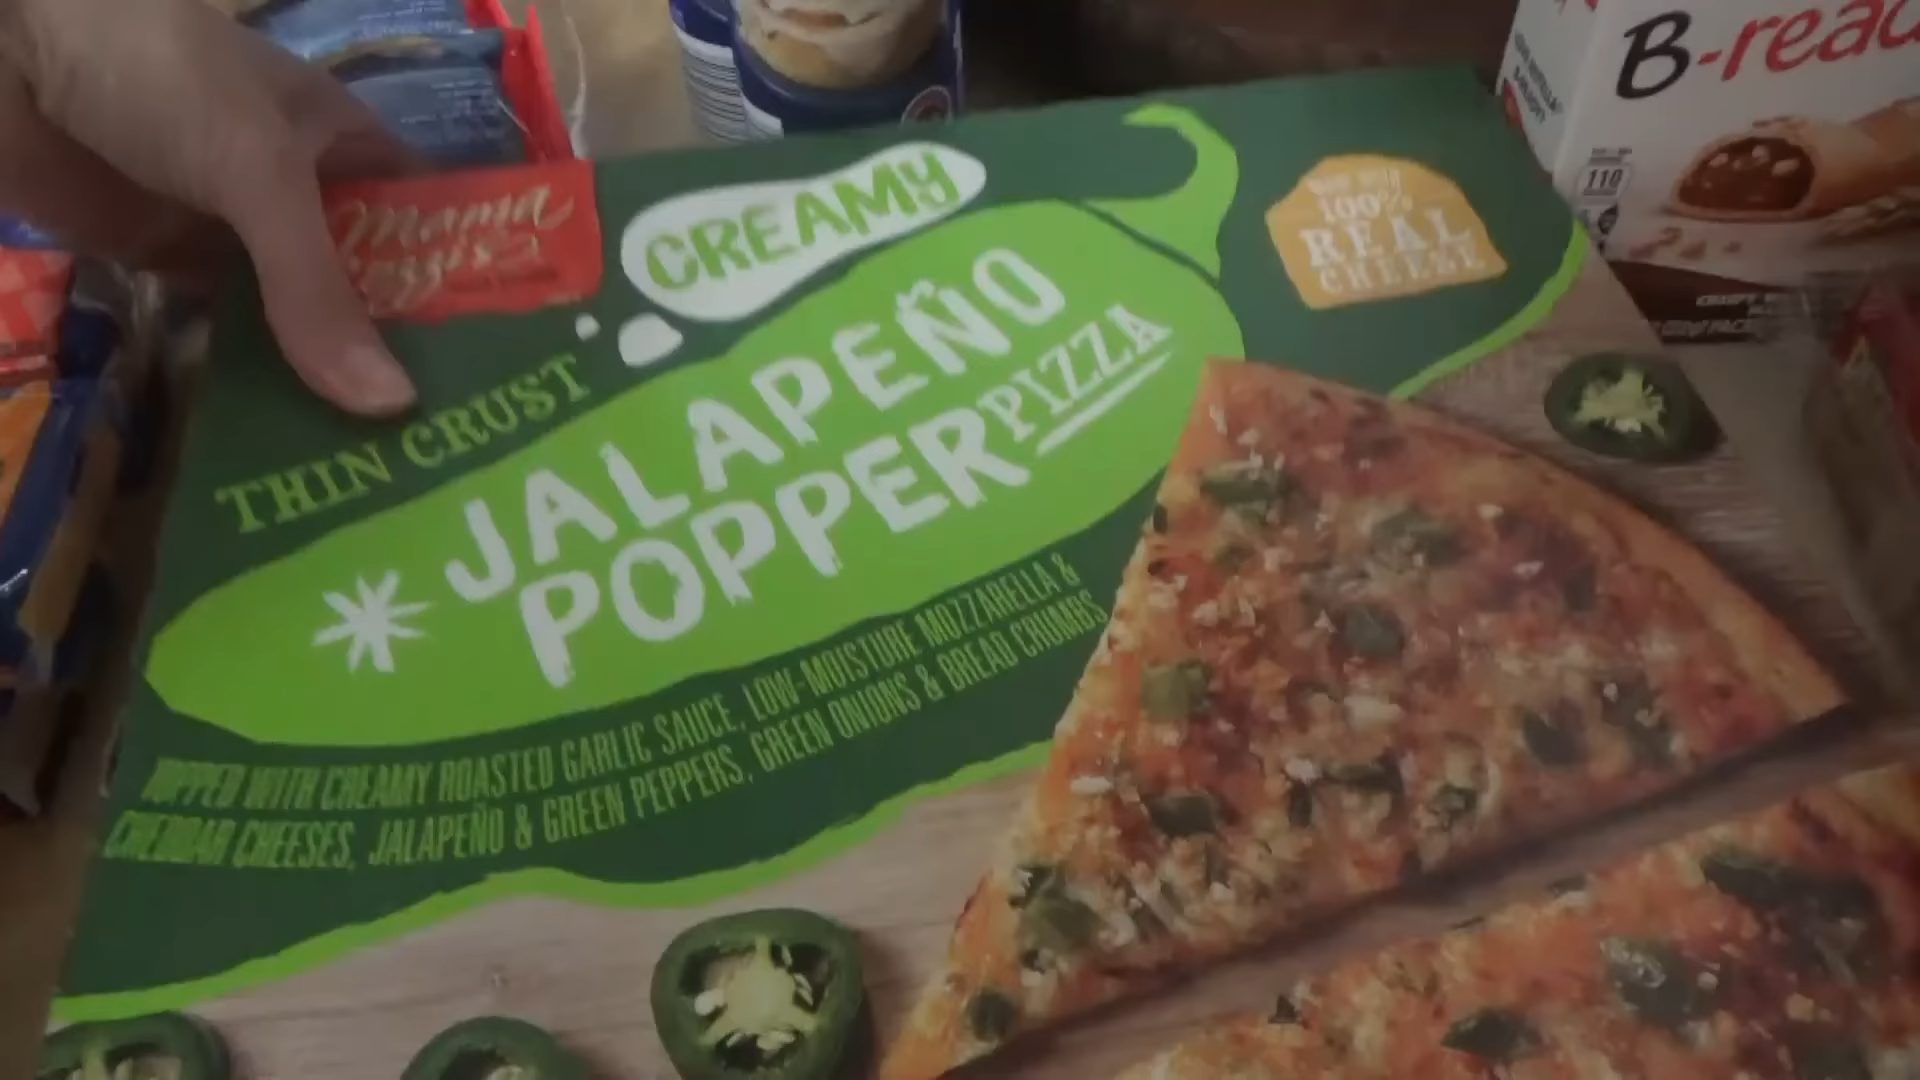 B-read
110
Mama
Cozzi's
CREAMY
100%
REAL
CHEESE
THIN CRUST
JALAPEÑO
POPPER PIZZA
TOPPED WITH CREAMY ROASTED GARLIC SAUCE, LOW-MOISTURE MOZZARELLA &
CHEDDAR CHEESES, JALAPEÑO & GREEN PEPPERS, GREEN ONIONS & BREAD CRUMBS